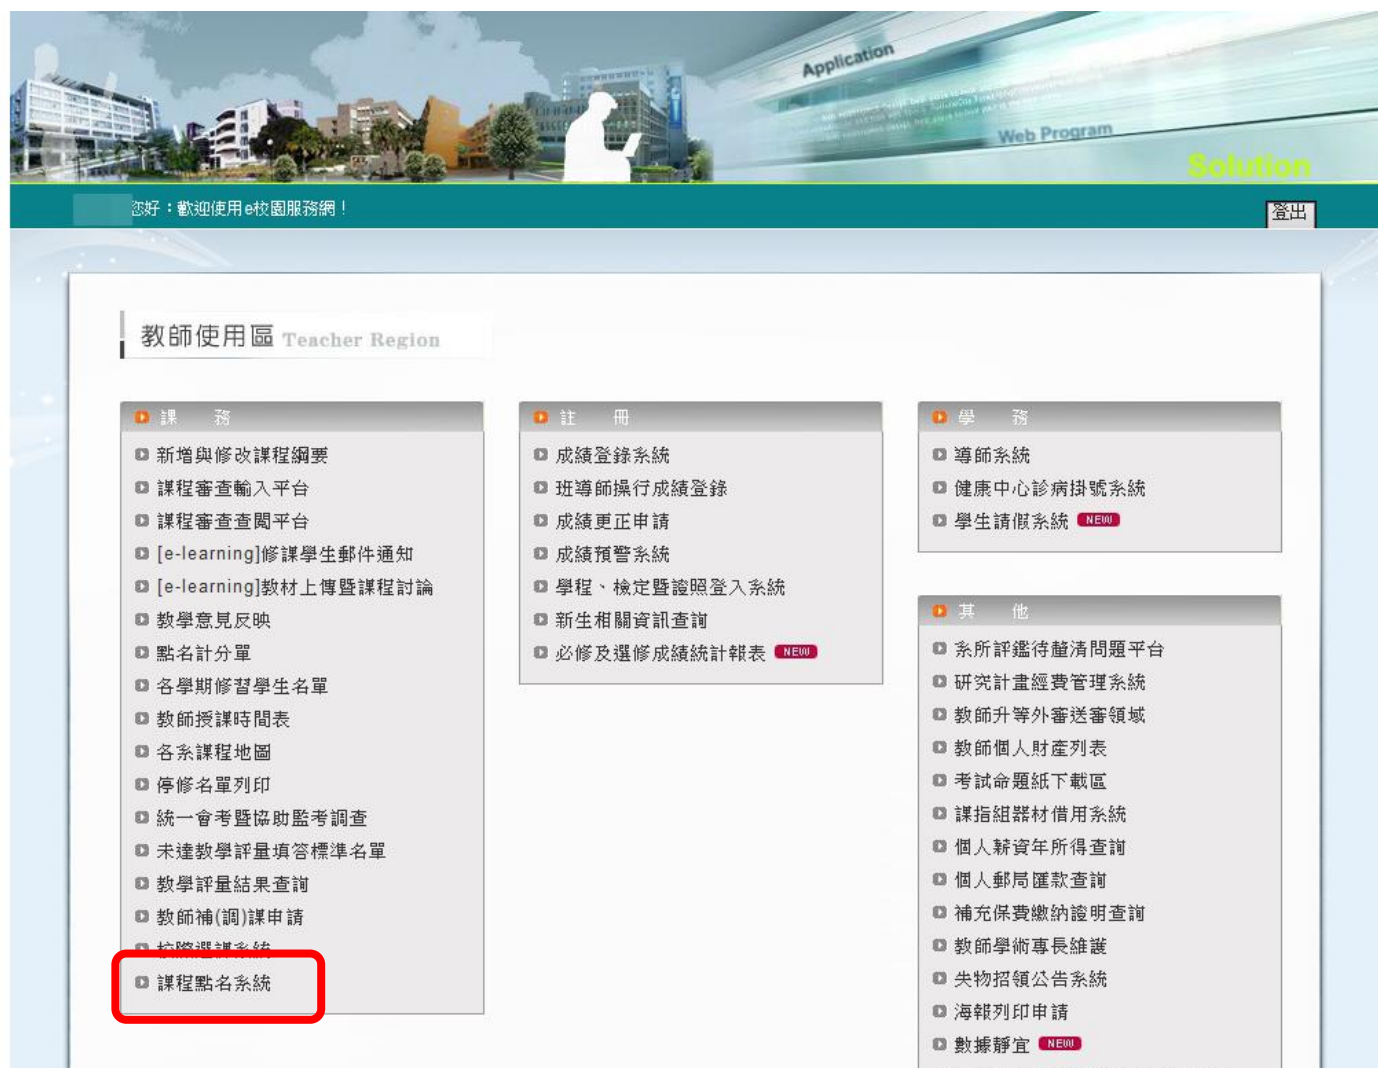 Application
Web Program
Solution
您好：歡迎使用e校園服務網！
登出
教師使用區 Teacher Region
課 務
新增與修改課程綱要
課程審查輸入平台
課程審查查閱平台
[e-learning]修課學生郵件通知
[e-learning]教材上傳暨課程討論
教學意見反映
點名計分單
各學期修習學生名單
教師授課時間表
各系課程地圖
停修名單列印
統一會考暨協助監考調查
未達教學評量填答標準名單
教學評量結果查詢
教師補(調)課申請
校際選課系統
課程點名系統
註 冊
成績登錄系統
班導師操行成績登錄
成績更正申請
成績預警系統
學程、檢定暨證照登入系統
新生相關資訊查詢
必修及選修成績統計報表 NEW
學 務
導師系統
健康中心診病掛號系統
學生請假系統 NEW
其 他
系所評鑑待釐清問題平台
研究計畫經費管理系統
教師升等外審送審領域
教師個人財產列表
考試命題紙下載區
課指組器材借用系統
個人薪資年所得查詢
個人郵局匯款查詢
補充保費繳納證明查詢
教師學術專長維護
失物招領公告系統
海報列印申請
數據靜宜 NEW